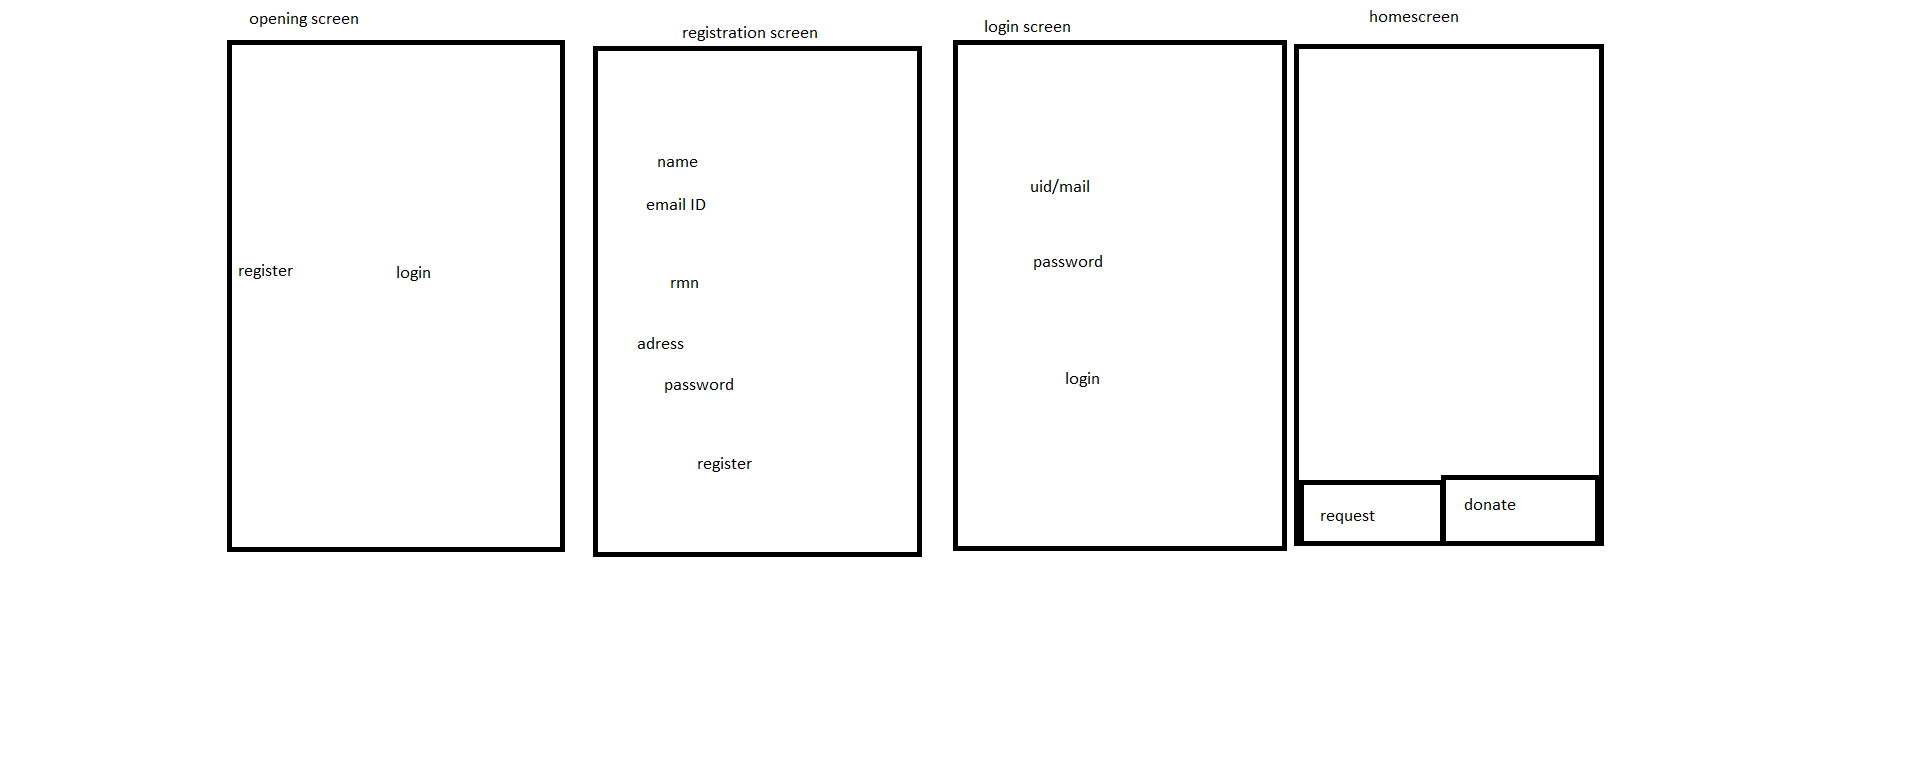 opening screen
register
login
registration screen
name
email ID
rmn
adress
password
register
login screen
uid/mail
password
login
homescreen
request
donate